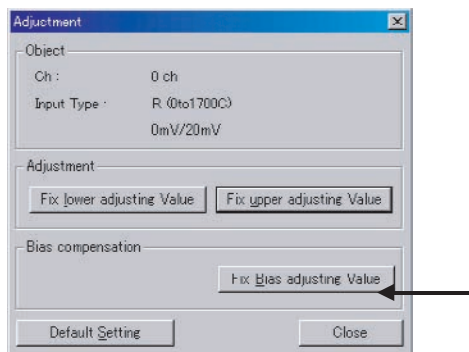 Adjustment
Object
Ch : 0 ch
Input Type : R (0to1700C)
0mV/20mV
Adjustment
Fix lower adjusting Value Fix upper adjusting Value
Bias compensation
Fix Bias adjusting Value
Default Setting Close